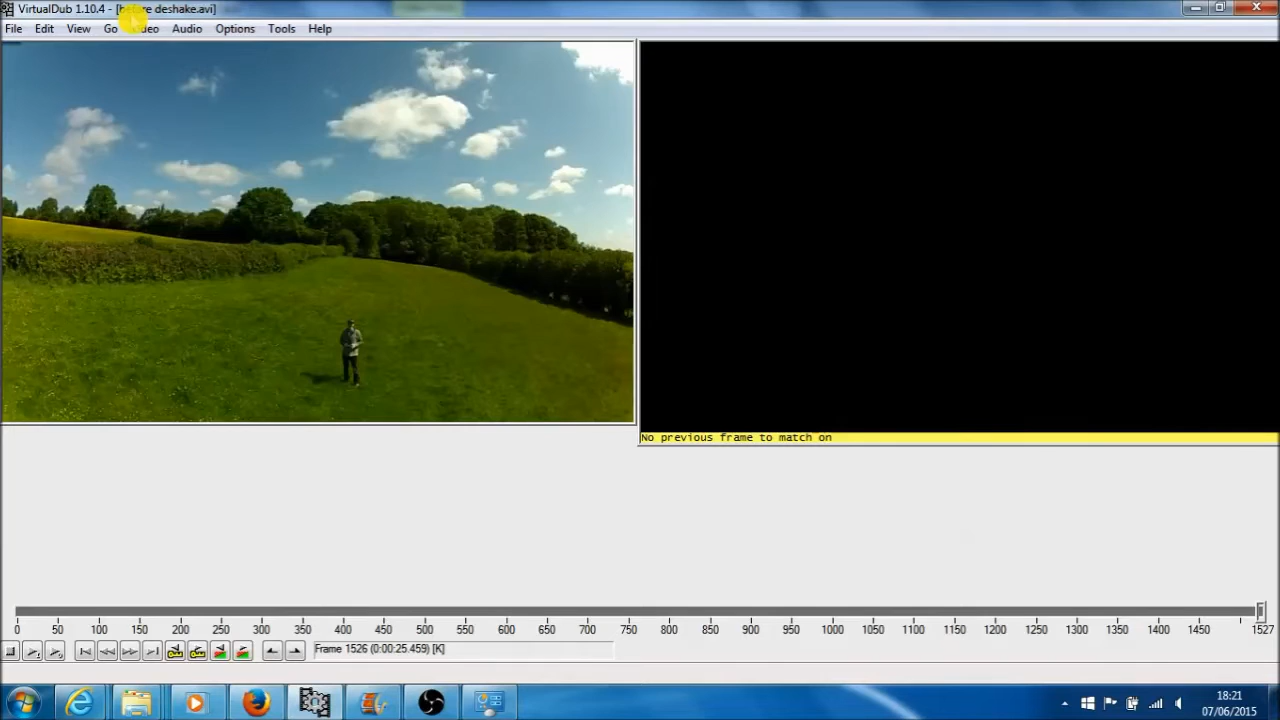 VirtualDub 1.10.4 - [before deshake.avi]
File Edit View Go Video Audio Options Tools Help
No previous frame to match on
0 50 100 150 200 250 300 350 400 450 500 550 600 650 700 750 800 850 900 950 1000 1050 1100 1150 1200 1250 1300 1350 1400 1450 1527
Frame 1526 (0:00:25.459) [K]
18:21
07/06/2015